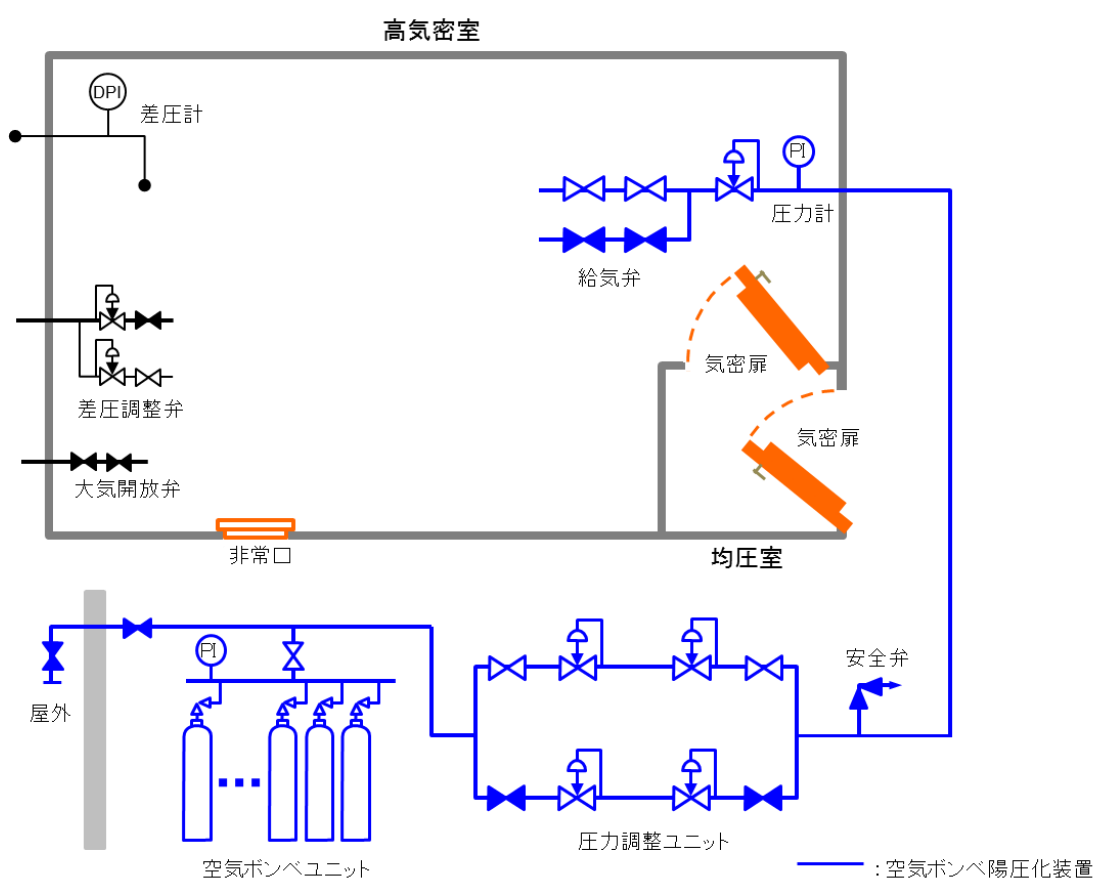 高気密室
DPI
差圧計
PI
圧力計
給気弁
気密扉
差圧調整弁
気密扉
大気開放弁
非常口
均圧室
PI
安全弁
屋外
圧力調整ユニット
空気ボンベユニット
：空気ボンベ陽圧化装置